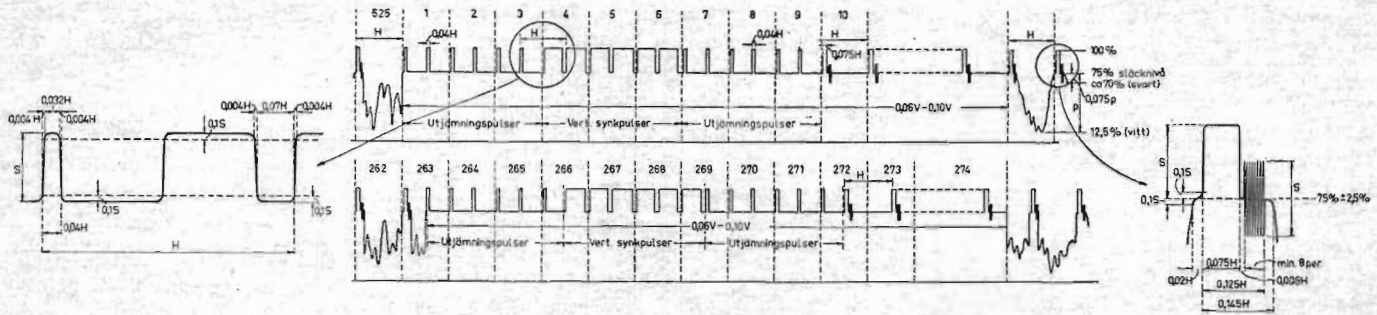 525 1 2 3 4 5 6 7 8 9 10
H 0,04H H 0,04H H H
0,075H
100%
75% släcknivå
ca 70% (svart)
0,075p
p
12,5% (vitt)
0,06V–0,10V
Utjämningspulser Vert. synkpulser Utjämningspulser
262 263 264 265 266 267 268 269 270 271 272 273 274
H
0,06V–0,10V
Utjämningspulser Vert. synkpulser Utjämningspulser
0,032H
0,004H 0,004H
0,004H 0,07H 0,004H
0,1S
S
0,1S 0,1S
0,04H
H
S
0,1S
0,1S
S
75% ± 2,5%
0,075H min. 8 per
0,02H 0,006H
0,125H
0,145H